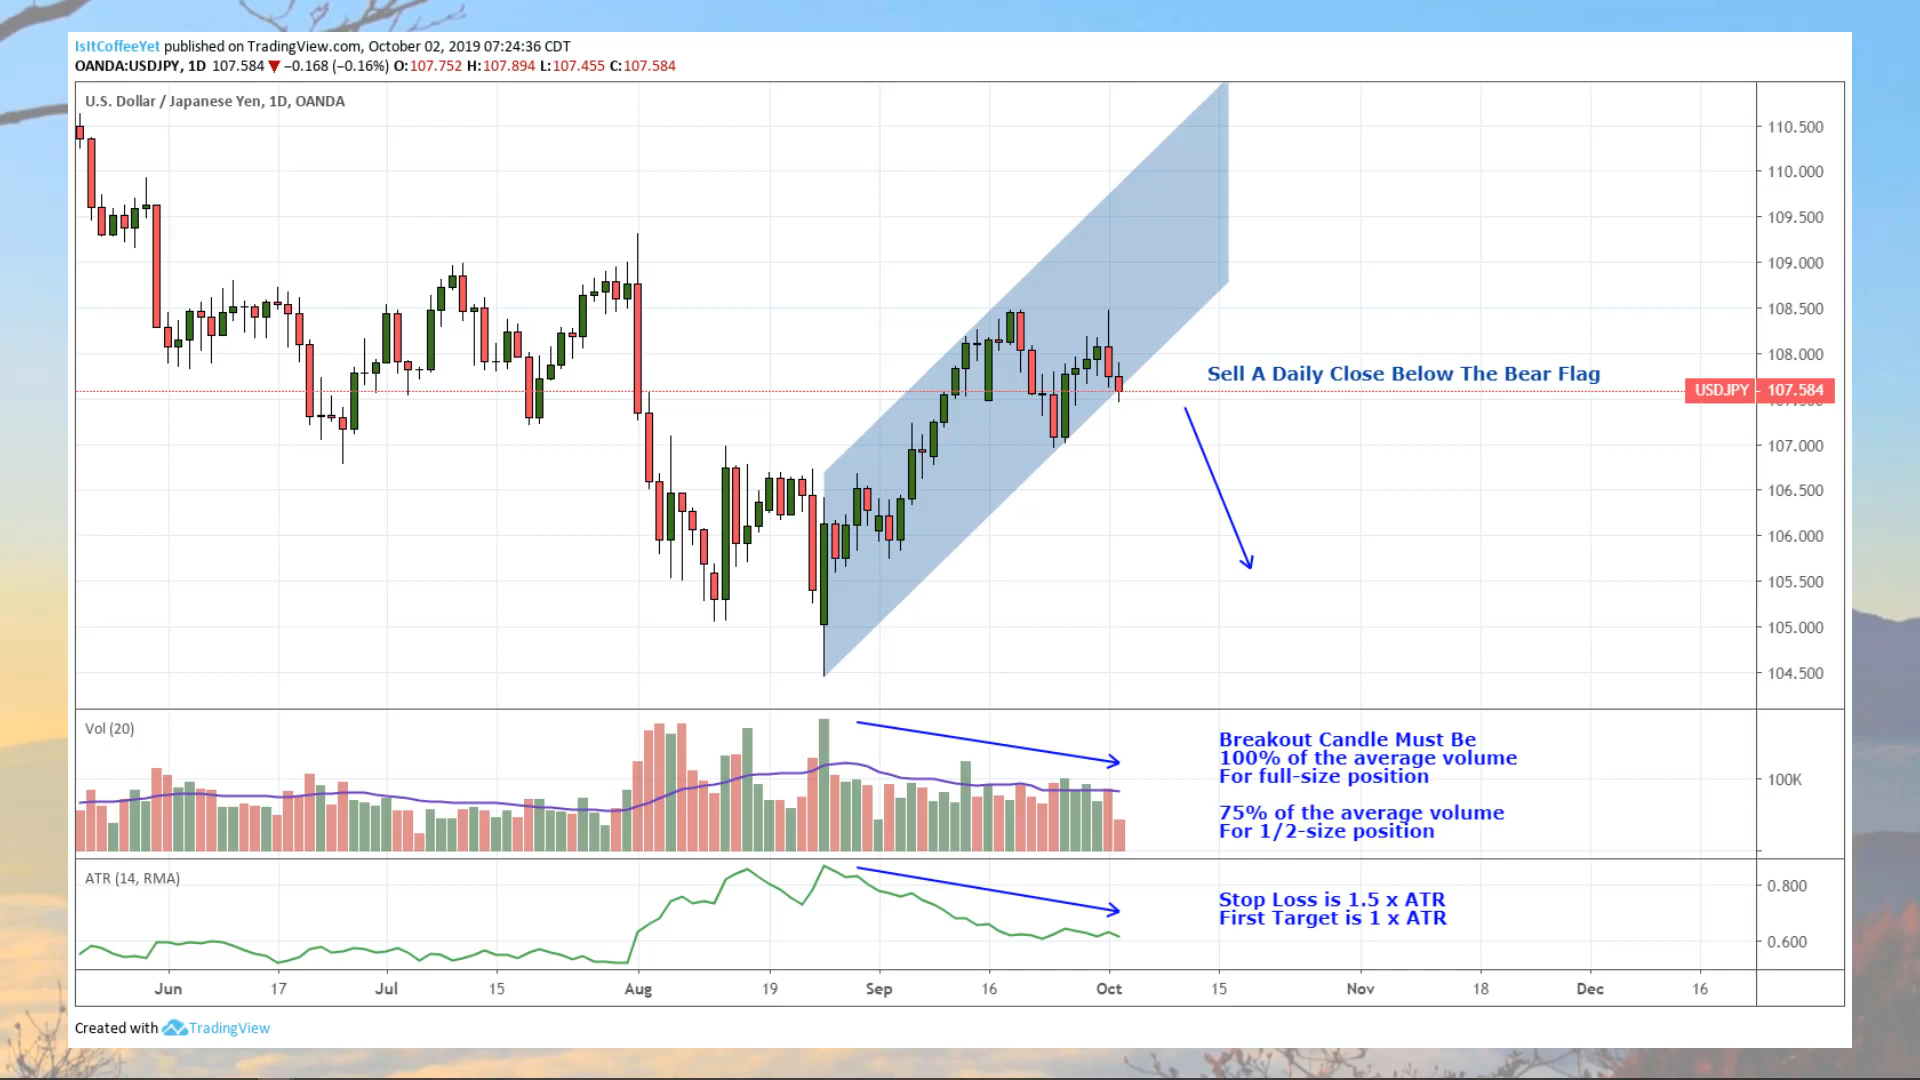 IsItCoffeeYet published on TradingView.com, October 02, 2019 07:24:36 CDT
OANDA:USDJPY, 1D 107.584 ▼ −0.168 (−0.16%) O:107.752 H:107.894 L:107.455 C:107.584
U.S. Dollar / Japanese Yen, 1D, OANDA
110.500
110.000
109.500
109.000
108.500
108.000
Sell A Daily Close Below The Bear Flag
USDJPY 107.584
107.000
106.500
106.000
105.500
105.000
104.500
Vol (20)
Breakout Candle Must Be
100% of the average volume
For full-size position
100K
75% of the average volume
For 1/2-size position
ATR (14, RMA)
0.800
Stop Loss is 1.5 x ATR
First Target is 1 x ATR
0.600
Jun 17 Jul 15 Aug 19 Sep 16 Oct 15 Nov 18 Dec 16
Created with TradingView